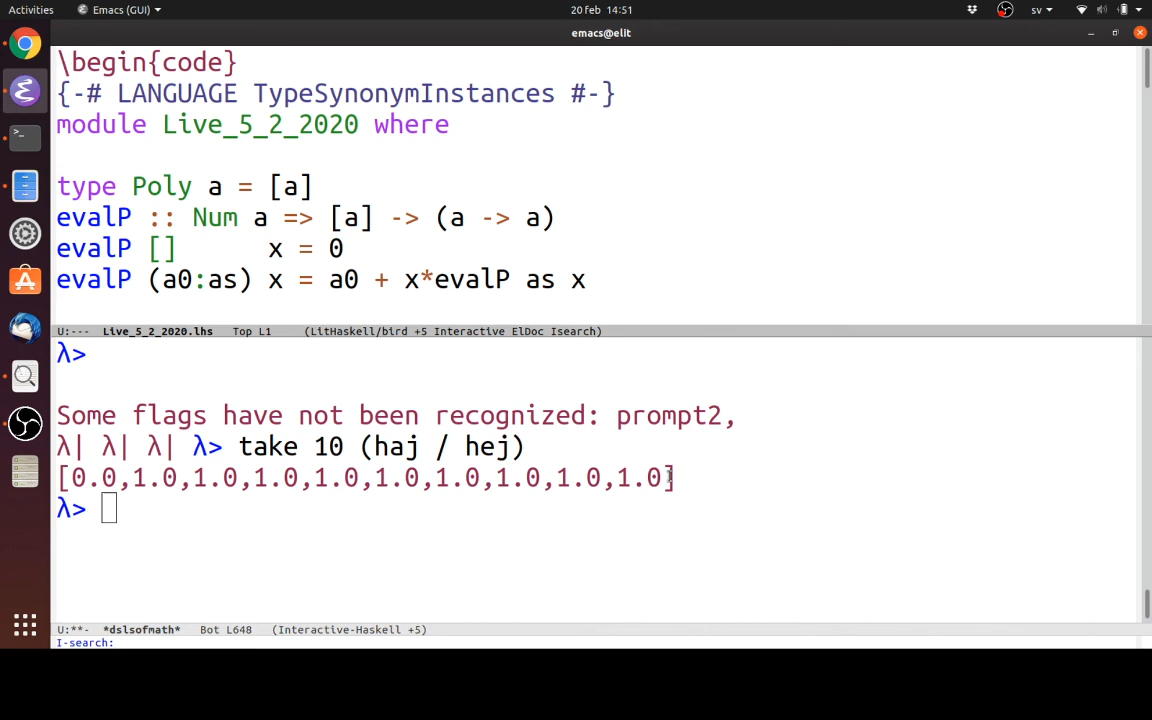 Activities
Emacs (GUI)
20 feb 14:51
sv
emacs@elit
\begin{code}
{-# LANGUAGE TypeSynonymInstances #-}
module Live_5_2_2020 where
type Poly a = [a]
evalP :: Num a => [a] -> (a -> a)
evalP []      x = 0
evalP (a0:as) x = a0 + x*evalP as x
U:---  Live_5_2_2020.lhs   Top L1    (LitHaskell/bird +5 Interactive ElDoc Isearch)
λ>
Some flags have not been recognized: prompt2,
λ| λ| λ| λ> take 10 (haj / hej)
[0.0,1.0,1.0,1.0,1.0,1.0,1.0,1.0,1.0,1.0]
λ>
U:**-  *dslsofmath*   Bot L648   (Interactive-Haskell +5)
I-search: